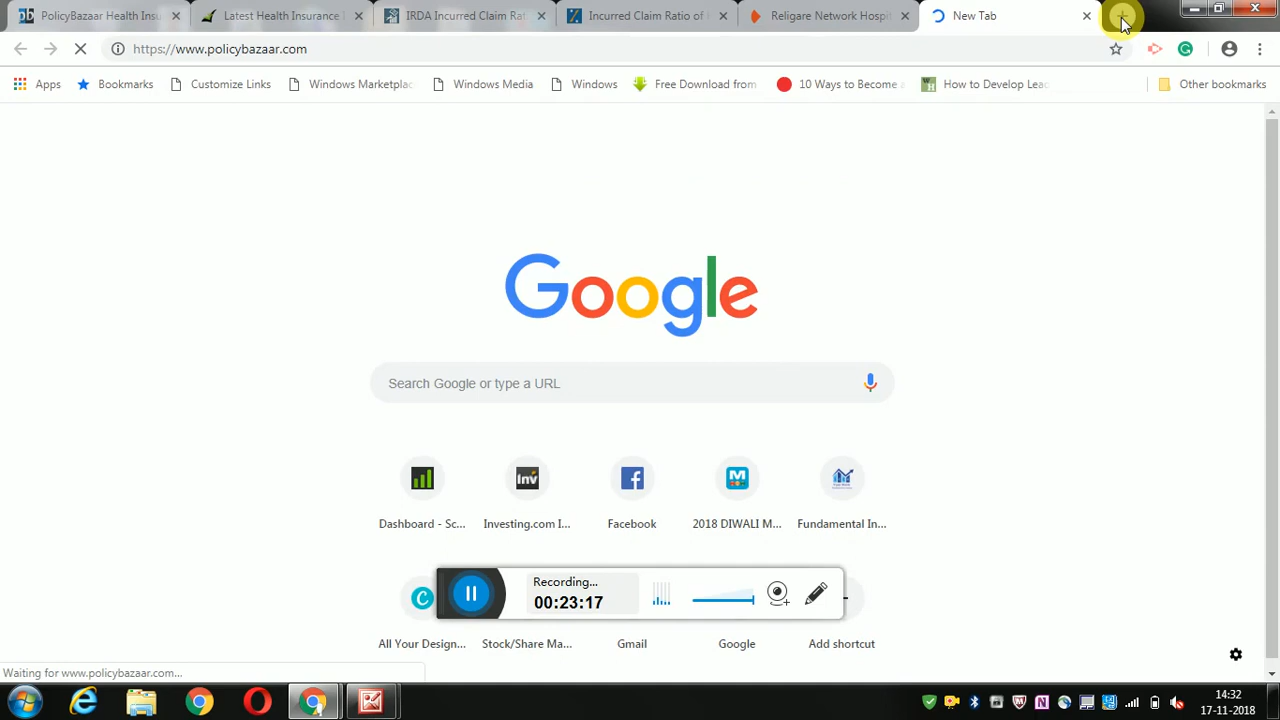 PolicyBazaar Health Insu
Latest Health Insurance
IRDA Incurred Claim Rat
Incurred Claim Ratio of
Religare Network Hospit
New Tab
https://www.policybazaar.com
Apps
Bookmarks
Customize Links
Windows Marketplac
Windows Media
Windows
Free Download from
10 Ways to Become a
How to Develop Lead
Other bookmarks
Google
Search Google or type a URL
Inv
Dashboard - Sc...
Investing.com I...
Facebook
2018 DIWALI M...
Fundamental In...
Recording...
00:23:17
All Your Design...
Stock/Share Ma...
Gmail
Google
Add shortcut
Waiting for www.policybazaar.com...
14:32
17-11-2018